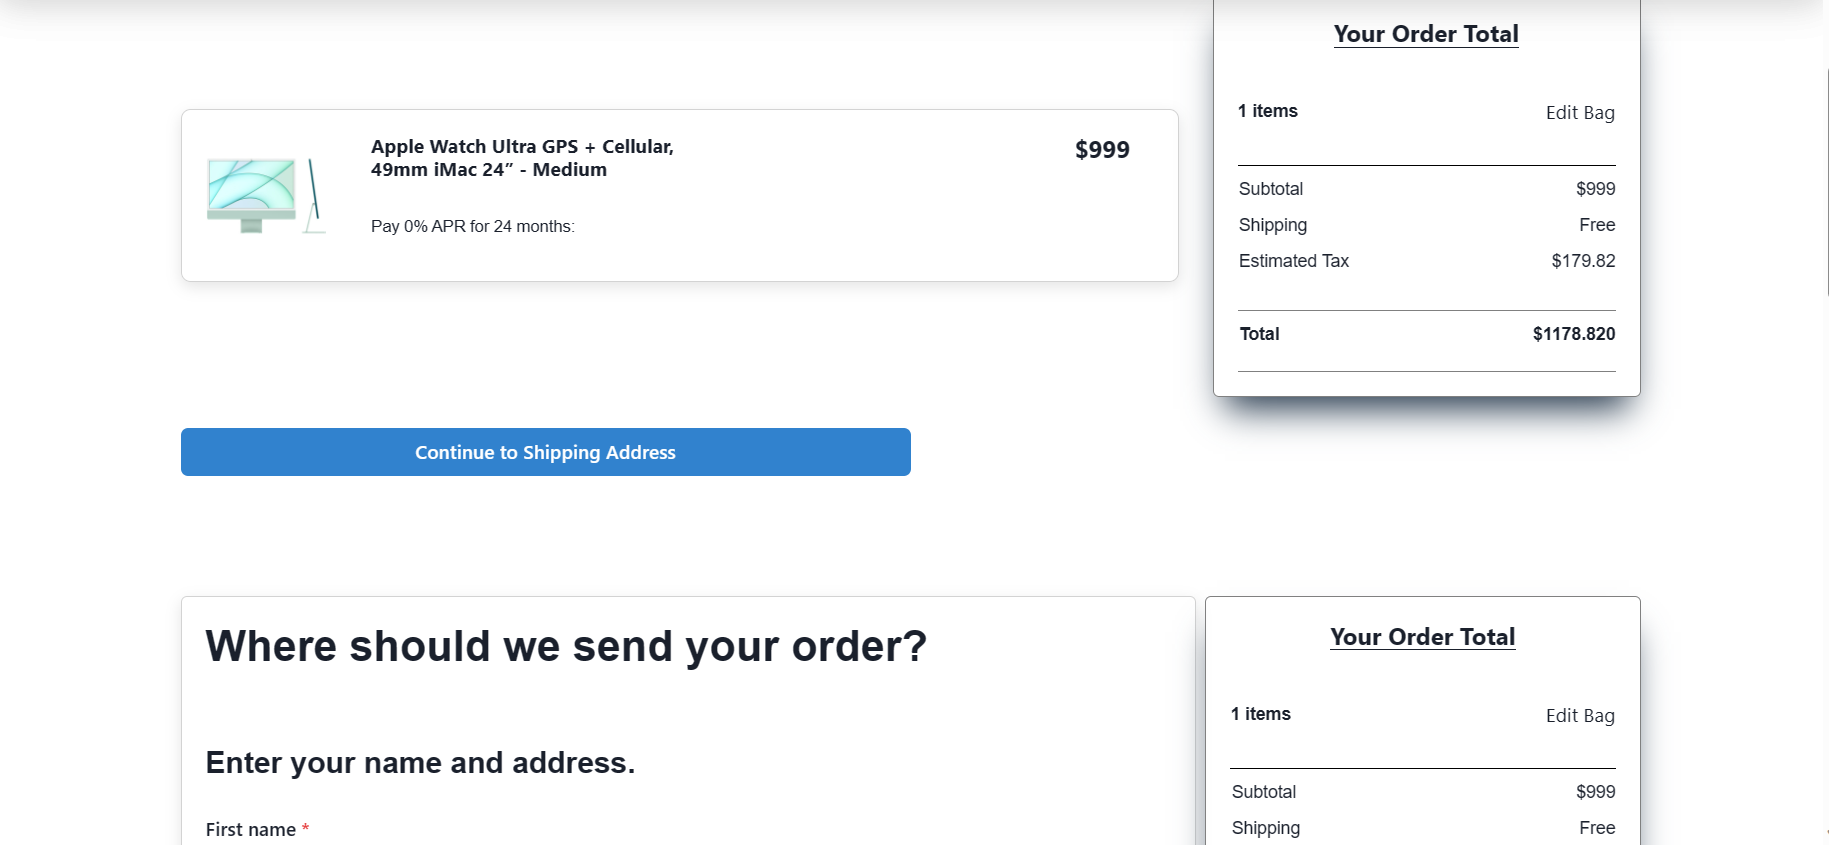 Your Order Total
1 items
Edit Bag
Apple Watch Ultra GPS + Cellular,
49mm iMac 24” - Medium
$999
Pay 0% APR for 24 months:
Subtotal
$999
Shipping
Free
Estimated Tax
$179.82
Total
$1178.820
Continue to Shipping Address
Where should we send your order?
Enter your name and address.
First name *
Your Order Total
1 items
Edit Bag
Subtotal
$999
Shipping
Free